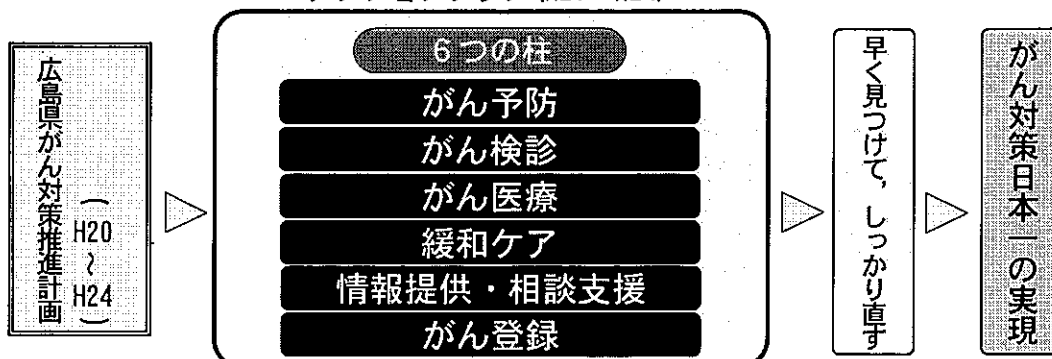 広島県がん対策推進計画
(H20~H24)
6つの柱
がん予防
がん検診
がん医療
緩和ケア
情報提供・相談支援
がん登録
早く見つけて,しっかり直す
がん対策日本一の実現